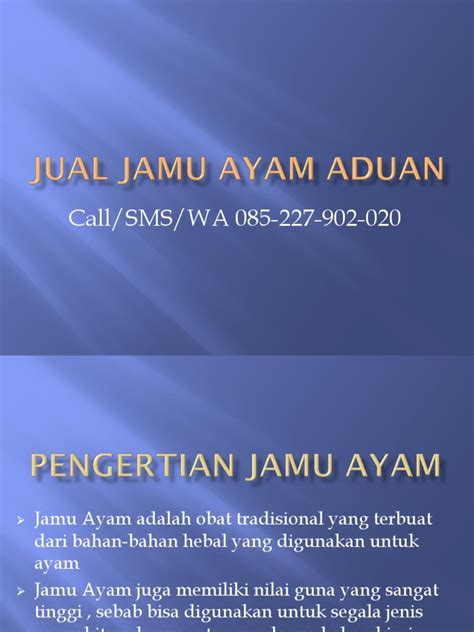 JUAL JAMU AYAM ADUAN
Call/SMS/WA 085-227-902-020
PENGERTIAN JAMU AYAM
Jamu Ayam adalah obat tradisional yang terbuat
dari bahan-bahan hebal yang digunakan untuk
ayam
Jamu Ayam juga memiliki nilai guna yang sangat
tinggi , sebab bisa digunakan untuk segala jenis